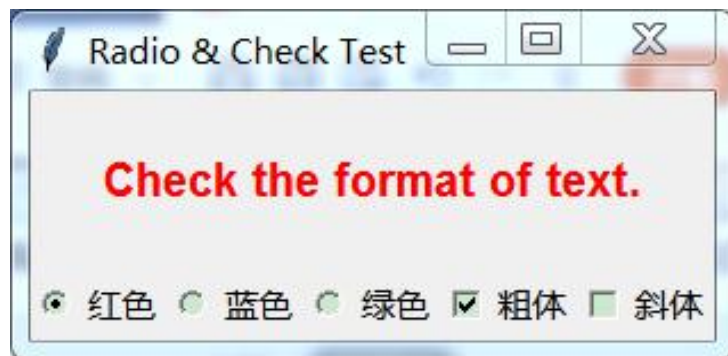 Radio & Check Test
Check the format of text.
红色 蓝色 绿色 粗体 斜体